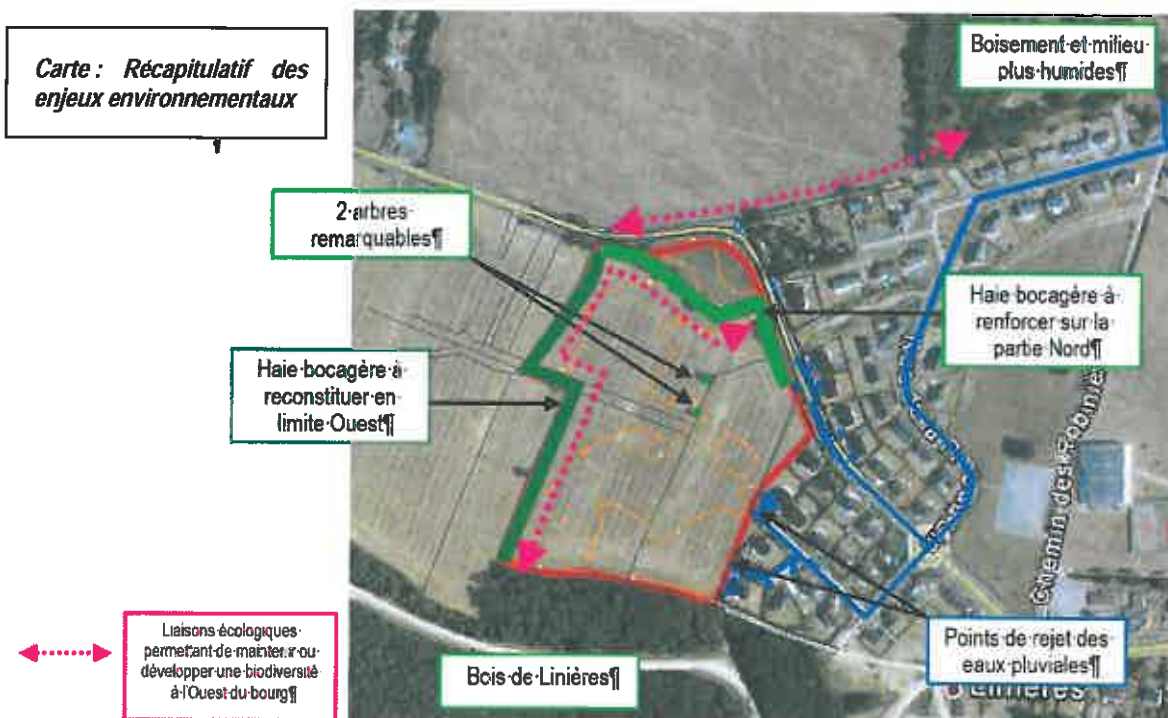 Carte : Récapitulatif des
enjeux environnementaux
¶
Boisement·et·milieu·
plus·humides¶
2·arbres·
remarquables¶
Haie bocagère·à·
renforcer·sur·la·
partie·Nord¶
Haie·bocagère·à·
reconstituer·en·
limite·Ouest¶
Chemin des
Liaisons·écologiques·
permettant·de·maintenir·ou·
développer·une·biodiversité·
à·l'Ouest·du·bourg¶
Bois·de·Linières¶
Points·de·rejet·des·
eaux·pluviales¶